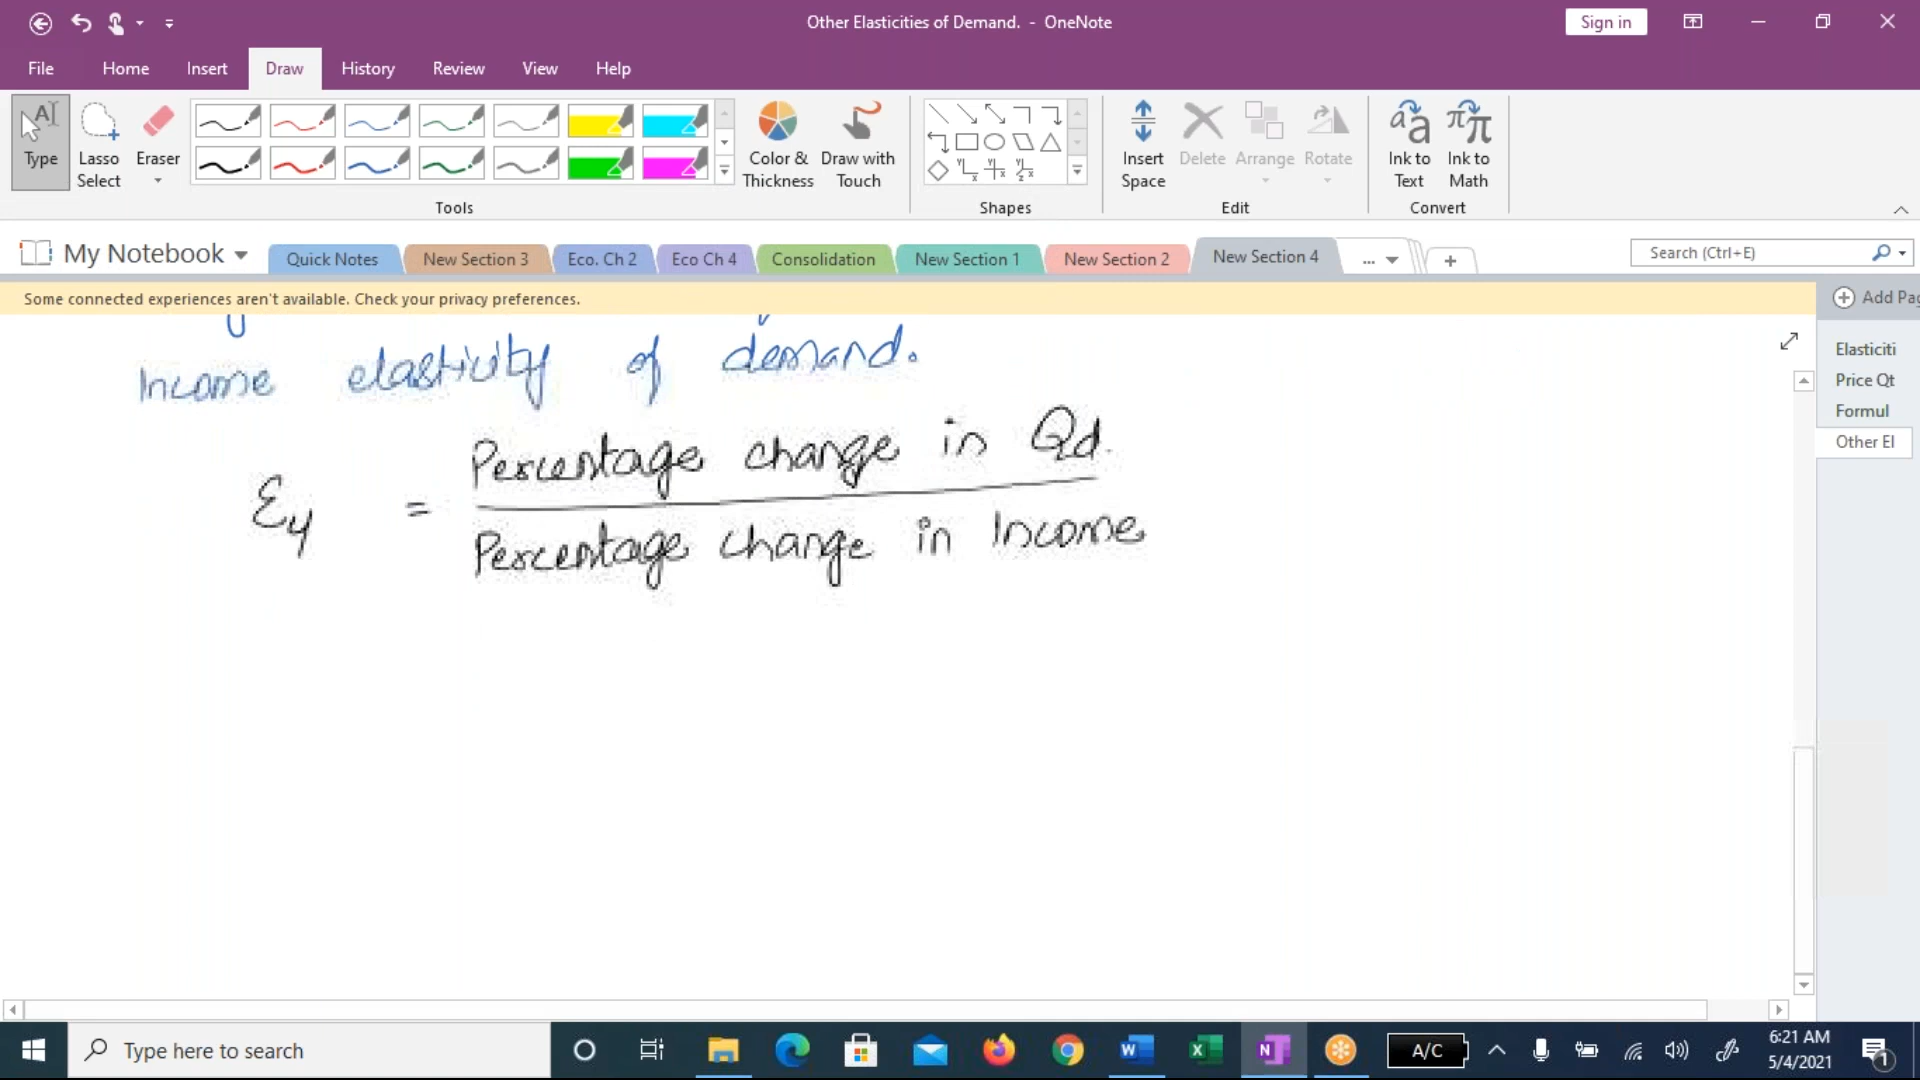 Other Elasticities of Demand. - OneNote
Sign in
File Home Insert Draw History Review View Help
Type
Lasso Select
Eraser
Color & Thickness
Draw with Touch
Insert Space
Delete
Arrange
Rotate
Ink to Text
Ink to Math
Tools
Shapes
Edit
Convert
My Notebook
Quick Notes
New Section 3
Eco. Ch 2
Eco Ch 4
Consolidation
New Section 1
New Section 2
New Section 4
...
Search (Ctrl+E)
Some connected experiences aren't available. Check your privacy preferences.
Add Pag
Elasticiti
Price Qt
Formul
Other El
Income elasticity of demand.
Percentage change in Qd.
Ey =
Percentage change in Income
Type here to search
A/C
6:21 AM
5/4/2021
1